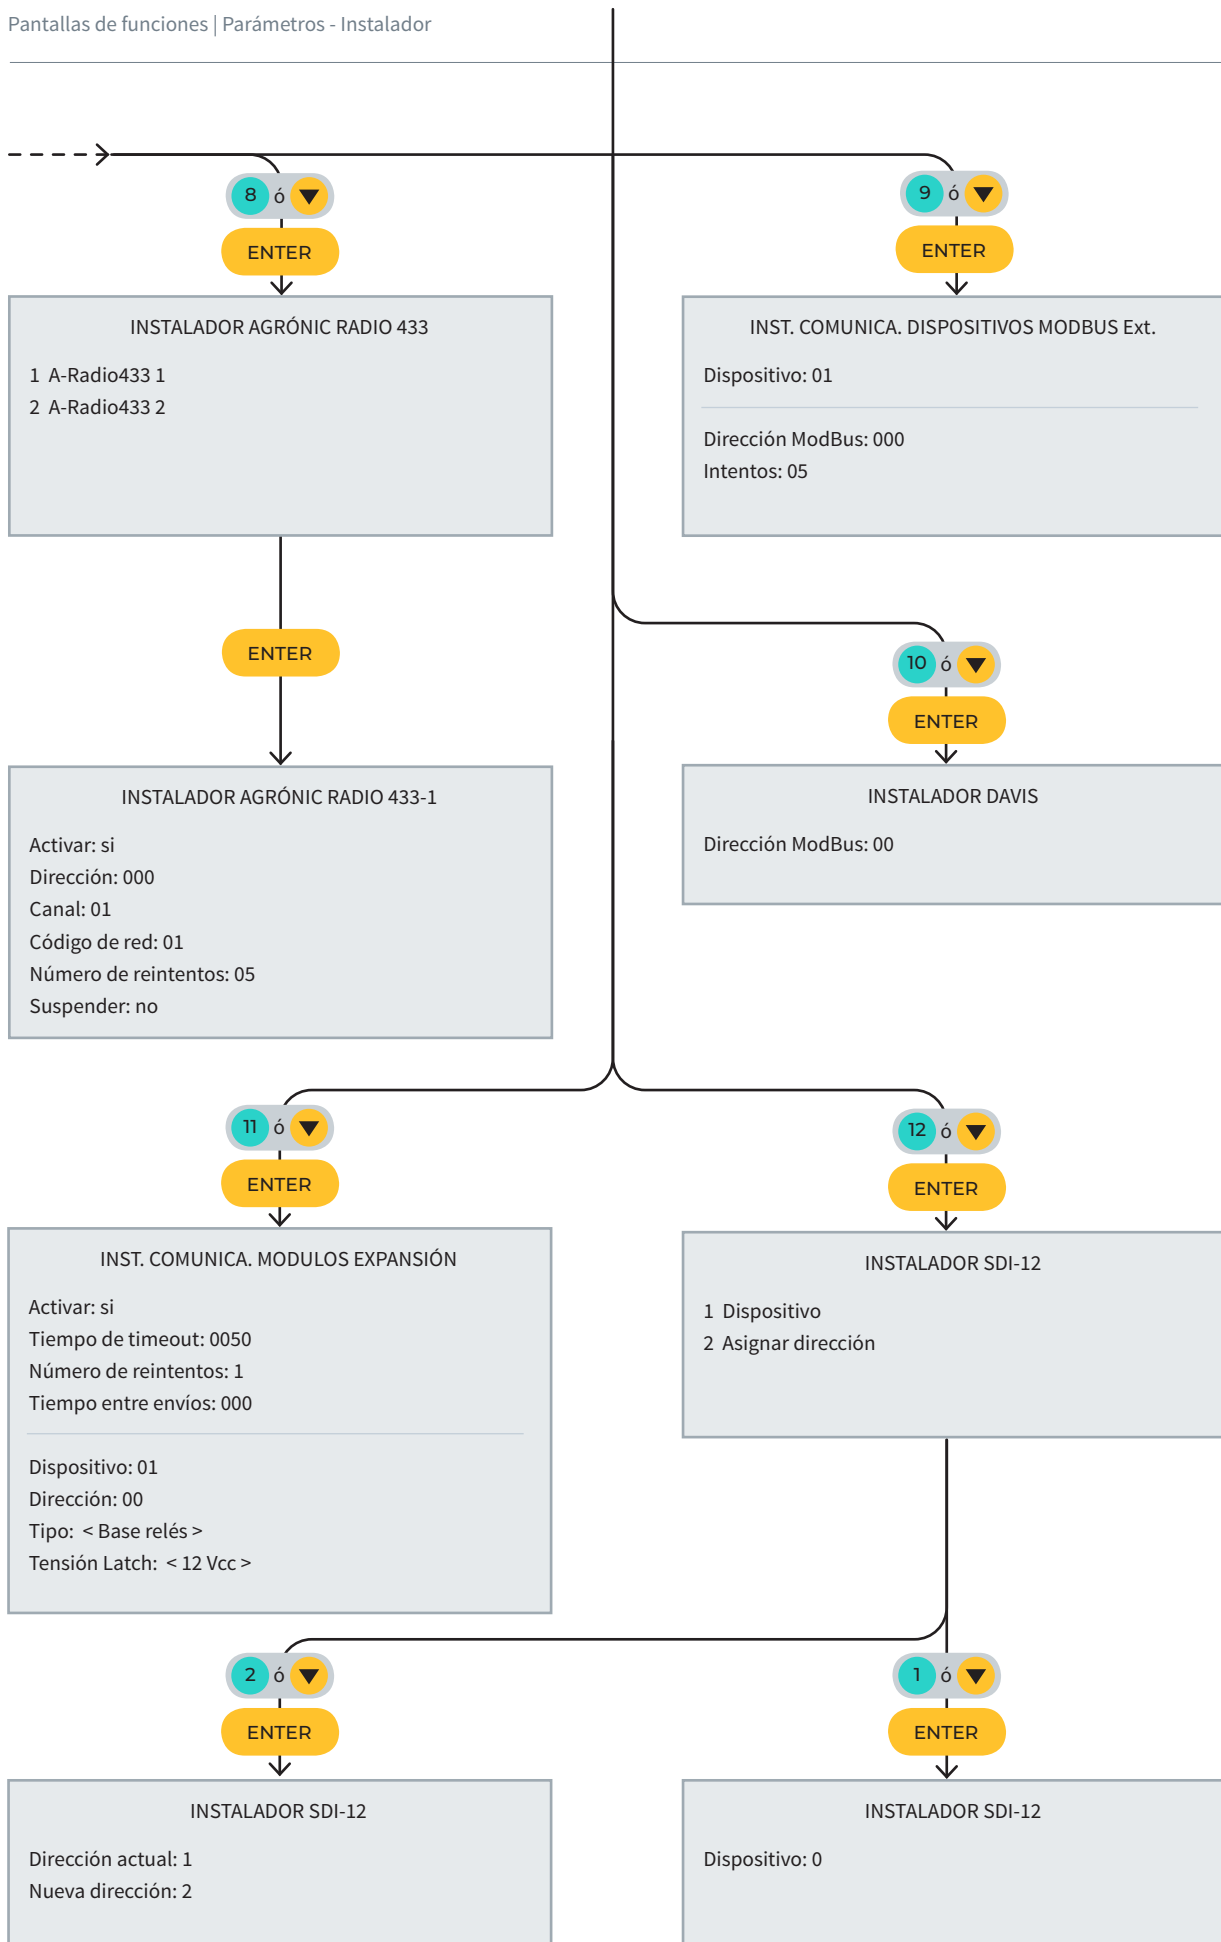 Pantallas de funciones | Parámetros - Instalador
8 ó
ENTER
INSTALADOR AGRÓNIC RADIO 433
1 A-Radio433 1
2 A-Radio433 2
9 ó
ENTER
INST. COMUNICA. DISPOSITIVOS MODBUS Ext.
Dispositivo: 01
Dirección ModBus: 000
Intentos: 05
ENTER
INSTALADOR AGRÓNIC RADIO 433-1
Activar: si
Dirección: 000
Canal: 01
Código de red: 01
Número de reintentos: 05
Suspender: no
10 ó
ENTER
INSTALADOR DAVIS
Dirección ModBus: 00
11 ó
ENTER
INST. COMUNICA. MODULOS EXPANSIÓN
Activar: si
Tiempo de timeout: 0050
Número de reintentos: 1
Tiempo entre envíos: 000
Dispositivo: 01
Dirección: 00
Tipo: < Base relés >
Tensión Latch: < 12 Vcc >
12 ó
ENTER
INSTALADOR SDI-12
1 Dispositivo
2 Asignar dirección
2 ó
ENTER
INSTALADOR SDI-12
Dirección actual: 1
Nueva dirección: 2
1 ó
ENTER
INSTALADOR SDI-12
Dispositivo: 0